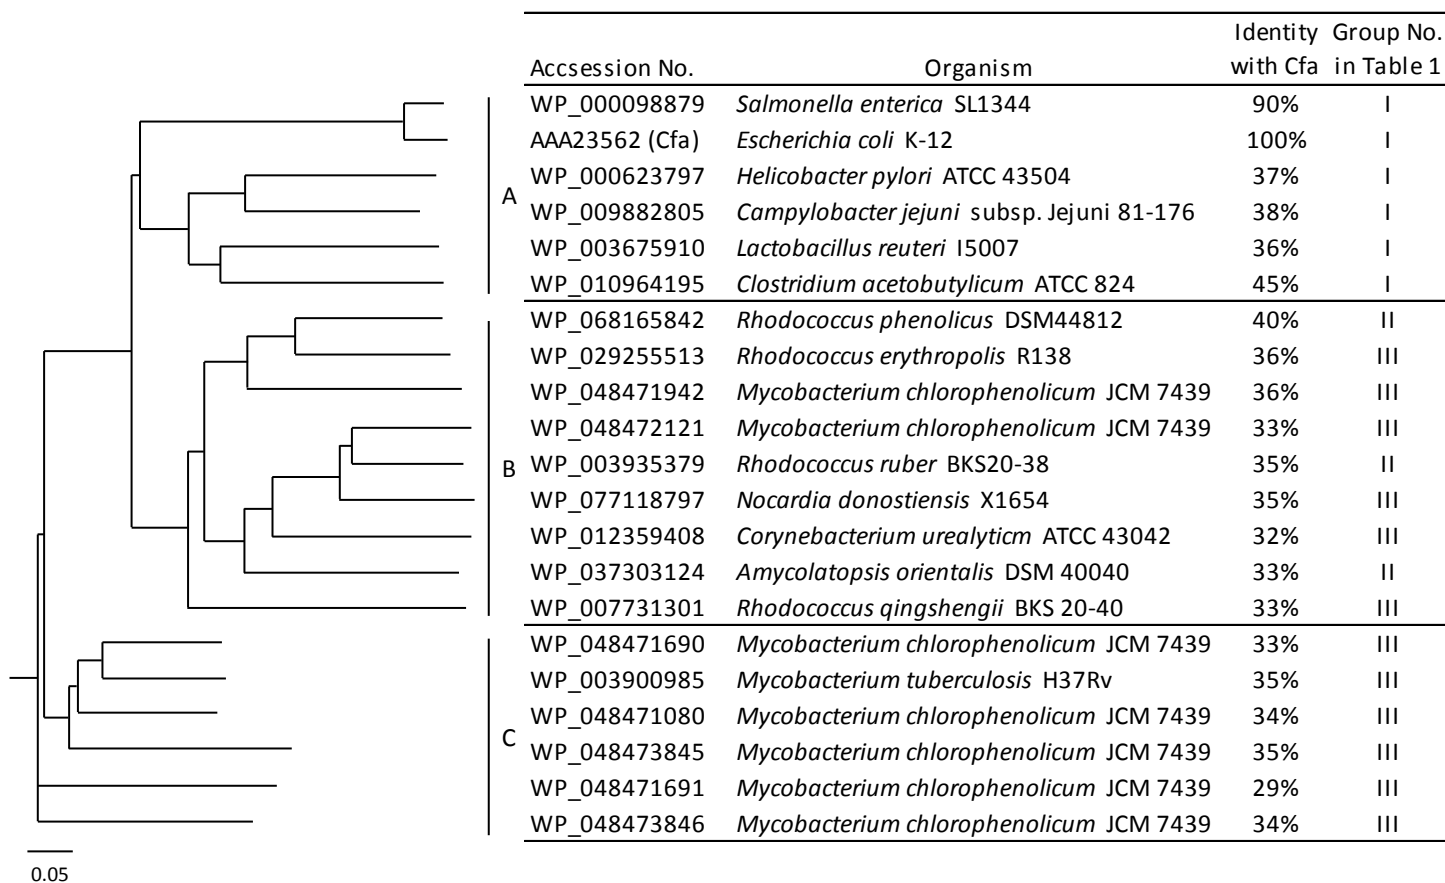 Identity Group No.
Accsession No. Organism with Cfa in Table 1
WP_000098879 Salmonella enterica SL1344 90% I
AAA23562 (Cfa) Escherichia coli K-12 100% I
WP_000623797 Helicobacter pylori ATCC 43504 37% I
A
WP_009882805 Campylobacter jejuni subsp. Jejuni 81-176 38% I
WP_003675910 Lactobacillus reuteri I5007 36% I
WP_010964195 Clostridium acetobutylicum ATCC 824 45% I
WP_068165842 Rhodococcus phenolicus DSM44812 40% II
WP_029255513 Rhodococcus erythropolis R138 36% III
WP_048471942 Mycobacterium chlorophenolicum JCM 7439 36% III
WP_048472121 Mycobacterium chlorophenolicum JCM 7439 33% III
B WP_003935379 Rhodococcus ruber BKS20-38 35% II
WP_077118797 Nocardia donostiensis X1654 35% III
WP_012359408 Corynebacterium urealyticm ATCC 43042 32% III
WP_037303124 Amycolatopsis orientalis DSM 40040 33% II
WP_007731301 Rhodococcus qingshengii BKS 20-40 33% III
WP_048471690 Mycobacterium chlorophenolicum JCM 7439 33% III
WP_003900985 Mycobacterium tuberculosis H37Rv 35% III
WP_048471080 Mycobacterium chlorophenolicum JCM 7439 34% III
C
WP_048473845 Mycobacterium chlorophenolicum JCM 7439 35% III
WP_048471691 Mycobacterium chlorophenolicum JCM 7439 29% III
WP_048473846 Mycobacterium chlorophenolicum JCM 7439 34% III
0.05